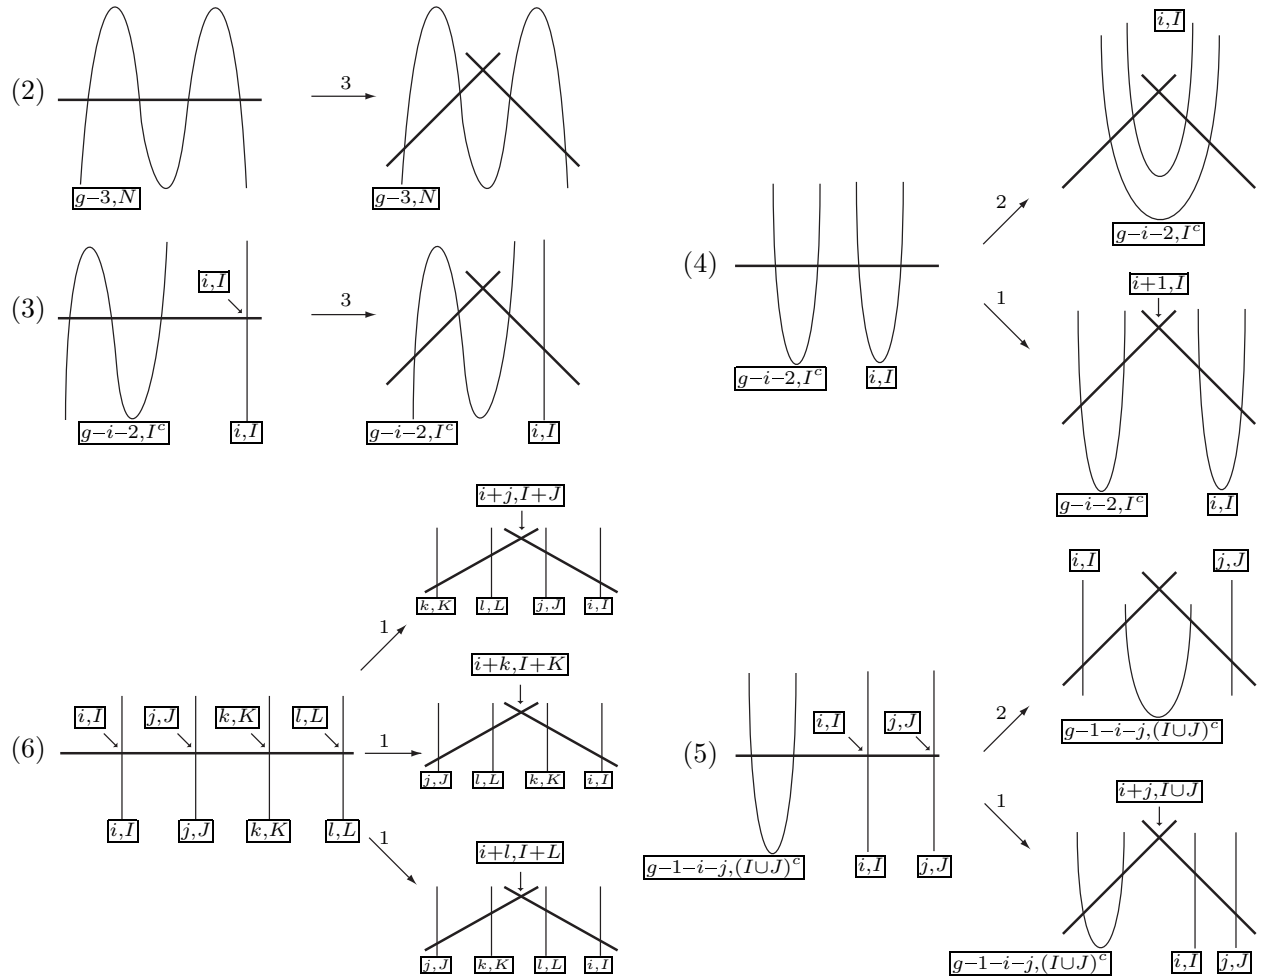 (2)
3
g−3,N
g−3,N
(3)
i,I
3
g−i−2,I^c
i,I
g−i−2,I^c
i,I
i,I
(4)
2
g−i−2,I^c
1
i+1,I
g−i−2,I^c
i,I
g−i−2,I^c
i,I
(6)
i+j,I+J
k,K
l,L
j,J
i,I
1
i+k,I+K
i,I
j,J
k,K
l,L
1
j,J
l,L
k,K
i,I
i,I
j,J
k,K
l,L
1
i+l,I+L
j,J
k,K
l,L
i,I
(5)
i,I
j,J
i,I
j,J
2
g−1−i−j,(I∪J)^c
1
i+j,I∪J
g−1−i−j,(I∪J)^c
i,I
j,J
g−1−i−j,(I∪J)^c
i,I
j,J